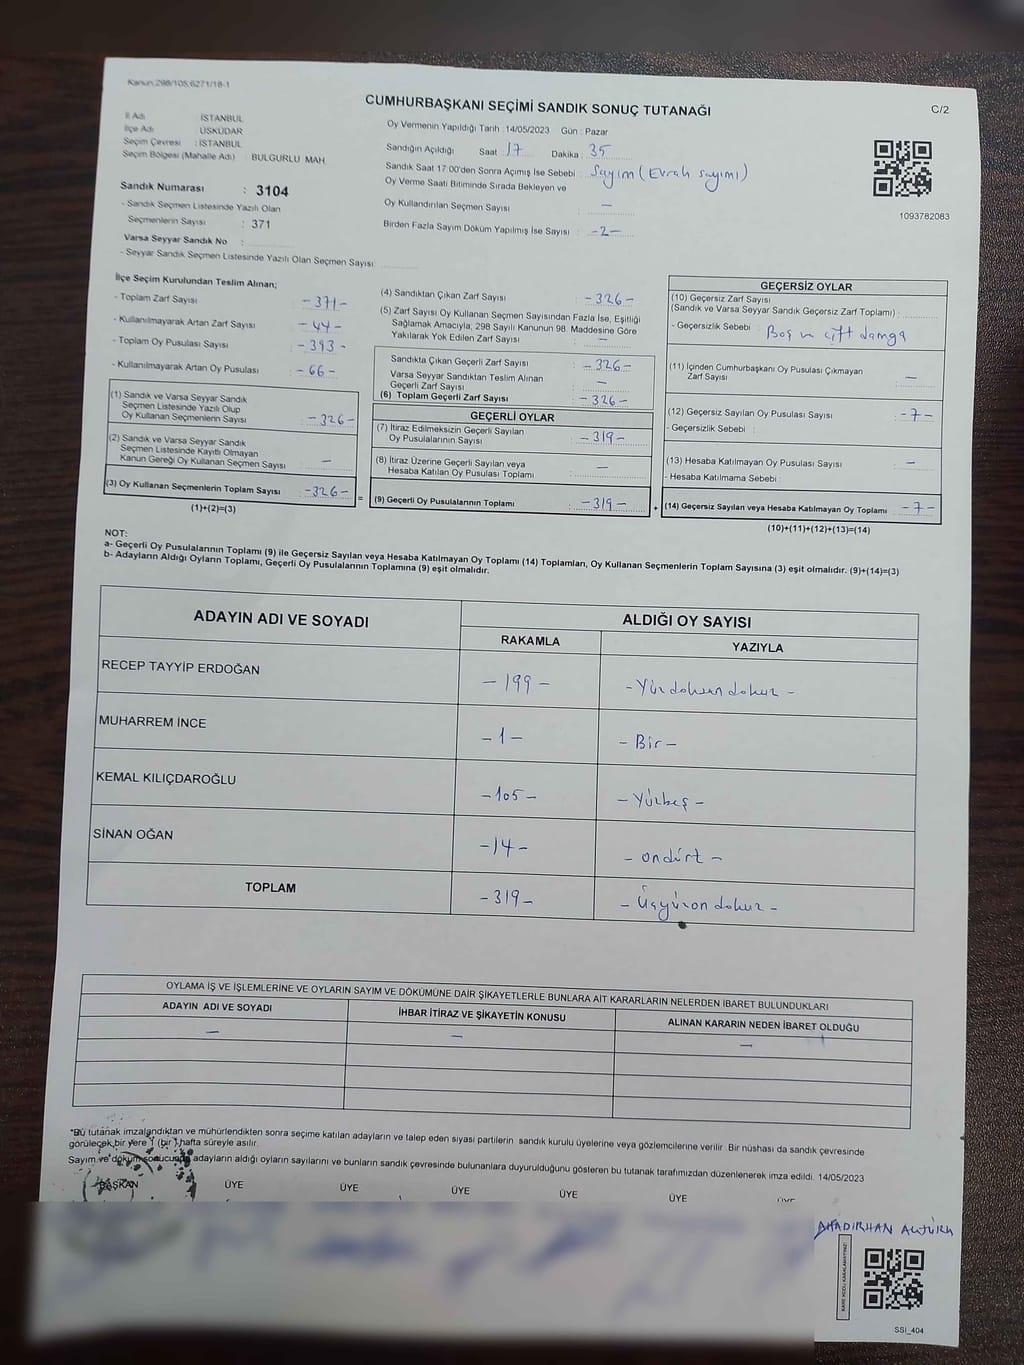 Kanun:298/105,6271/18-1
C/2
CUMHURBAŞKANI SEÇİMİ SANDIK SONUÇ TUTANAĞI
İl Adı İSTANBUL
İlçe Adı ÜSKÜDAR
Seçim Çevresi : İSTANBUL
Seçim Bölgesi (Mahalle Adı) : BULGURLU MAH.
Sandık Numarası : 3104
- Sandık Seçmen Listesinde Yazılı Olan
Seçmenlerin Sayısı : 371
Varsa Seyyar Sandık No :
- Seyyar Sandık Seçmen Listesinde Yazılı Olan Seçmen Sayısı:
Oy Vermenin Yapıldığı Tarih :14/05/2023 Gün : Pazar
Sandığın Açıldığı Saat 17 Dakika 35
Sandık Saat 17:00'den Sonra Açımış İse Sebebi : Sayım (Evrak sayımı)
Oy Verme Saati Bitiminde Sırada Bekleyen ve
Oy Kullandırılan Seçmen Sayısı : —
Birden Fazla Sayım Döküm Yapılmış İse Sayısı : -2-
1093782083
İlçe Seçim Kurulundan Teslim Alınan;
- Toplam Zarf Sayısı -371-
- Kullanılmayarak Artan Zarf Sayısı -44-
- Toplam Oy Pusulası Sayısı -393-
- Kullanılmayarak Artan Oy Pusulası -66-
(1) Sandık ve Varsa Seyyar Sandık
Seçmen Listesinde Yazılı Olup
Oy Kullanan Seçmenlerin Sayısı -326-
(2) Sandık ve Varsa Seyyar Sandık
Seçmen Listesinde Kayıtlı Olmayan
Kanun Gereği Oy Kullanan Seçmen Sayısı —
(3) Oy Kullanan Seçmenlerin Toplam Sayısı -326-
(1)+(2)=(3)
(4) Sandıktan Çıkan Zarf Sayısı : -326-
(5) Zarf Sayısı Oy Kullanan Seçmen Sayısından Fazla İse, Eşitliği
Sağlamak Amacıyla; 298 Sayılı Kanunun 98. Maddesine Göre
Yakılarak Yok Edilen Zarf Sayısı —
Sandıkta Çıkan Geçerli Zarf Sayısı : -326-
Varsa Seyyar Sandıktan Teslim Alınan
Geçerli Zarf Sayısı —
(6) Toplam Geçerli Zarf Sayısı : -326-
GEÇERLİ OYLAR
(7) İtiraz Edilmeksizin Geçerli Sayılan
Oy Pusulalarının Sayısı : -319-
(8) İtiraz Üzerine Geçerli Sayılan veya
Hesaba Katılan Oy Pusulası Toplamı : —
=
(9) Geçerli Oy Pusulalarının Toplamı : -319-
+
GEÇERSİZ OYLAR
(10) Geçersiz Zarf Sayısı
(Sandık ve Varsa Seyyar Sandık Geçersiz Zarf Toplamı) :
- Geçersizlik Sebebi : Boş ve çift damga
(11) İçinden Cumhurbaşkanı Oy Pusulası Çıkmayan
Zarf Sayısı : —
(12) Geçersiz Sayılan Oy Pusulası Sayısı : -7-
- Geçersizlik Sebebi :
(13) Hesaba Katılmayan Oy Pusulası Sayısı : —
- Hesaba Katılmama Sebebi :
(14) Geçersiz Sayılan veya Hesaba Katılmayan Oy Toplamı -7-
(10)+(11)+(12)+(13)=(14)
NOT:
a- Geçerli Oy Pusulalarının Toplamı (9) ile Geçersiz Sayılan veya Hesaba Katılmayan Oy Toplamı (14) Toplamları, Oy Kullanan Seçmenlerin Toplam Sayısına (3) eşit olmalıdır. (9)+(14)=(3)
b- Adayların Aldığı Oyların Toplamı, Geçerli Oy Pusulalarının Toplamına (9) eşit olmalıdır.
ADAYIN ADI VE SOYADI ALDIĞI OY SAYISI
RAKAMLA YAZIYLA
RECEP TAYYİP ERDOĞAN -199- -Yüzdoksandokuz-
MUHARREM İNCE -1- -Bir-
KEMAL KILIÇDAROĞLU -105- -Yüzbeş-
SİNAN OĞAN -14- -ondört-
TOPLAM -319- -Üçyüzondokuz-
OYLAMA İŞ VE İŞLEMLERİNE VE OYLARIN SAYIM VE DÖKÜMÜNE DAİR ŞİKAYETLERLE BUNLARA AİT KARARLARIN NELERDEN İBARET BULUNDUKLARI
ADAYIN ADI VE SOYADI İHBAR İTİRAZ VE ŞİKAYETİN KONUSU ALINAN KARARIN NEDEN İBARET OLDUĞU
— — —
*Bu tutanak imzalandıktan ve mühürlendikten sonra seçime katılan adayların ve talep eden siyasi partilerin sandık kurulu üyelerine veya gözlemcilerine verilir. Bir nüshası da sandık çevresinde
görülecek bir yere 1 (bir) hafta süreyle asılır.
Sayım ve döküm sonucunda adayların aldığı oyların sayılarını ve bunların sandık çevresinde bulunanlara duyurulduğunu gösteren bu tutanak tarafımızdan düzenlenerek imza edildi. 14/05/2023
BAŞKAN ÜYE ÜYE ÜYE ÜYE ÜYE ÜYE
KARE KODU KARALAMAYINIZ!
SSI_404